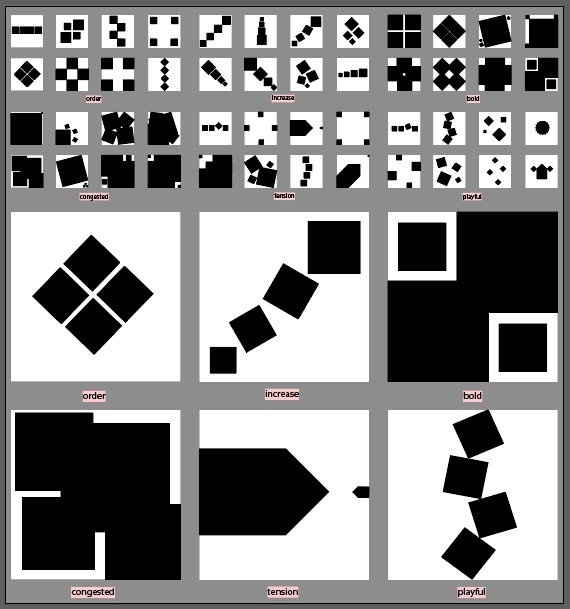 order increase bold
congested tension playful
order increase bold
congested tension playful